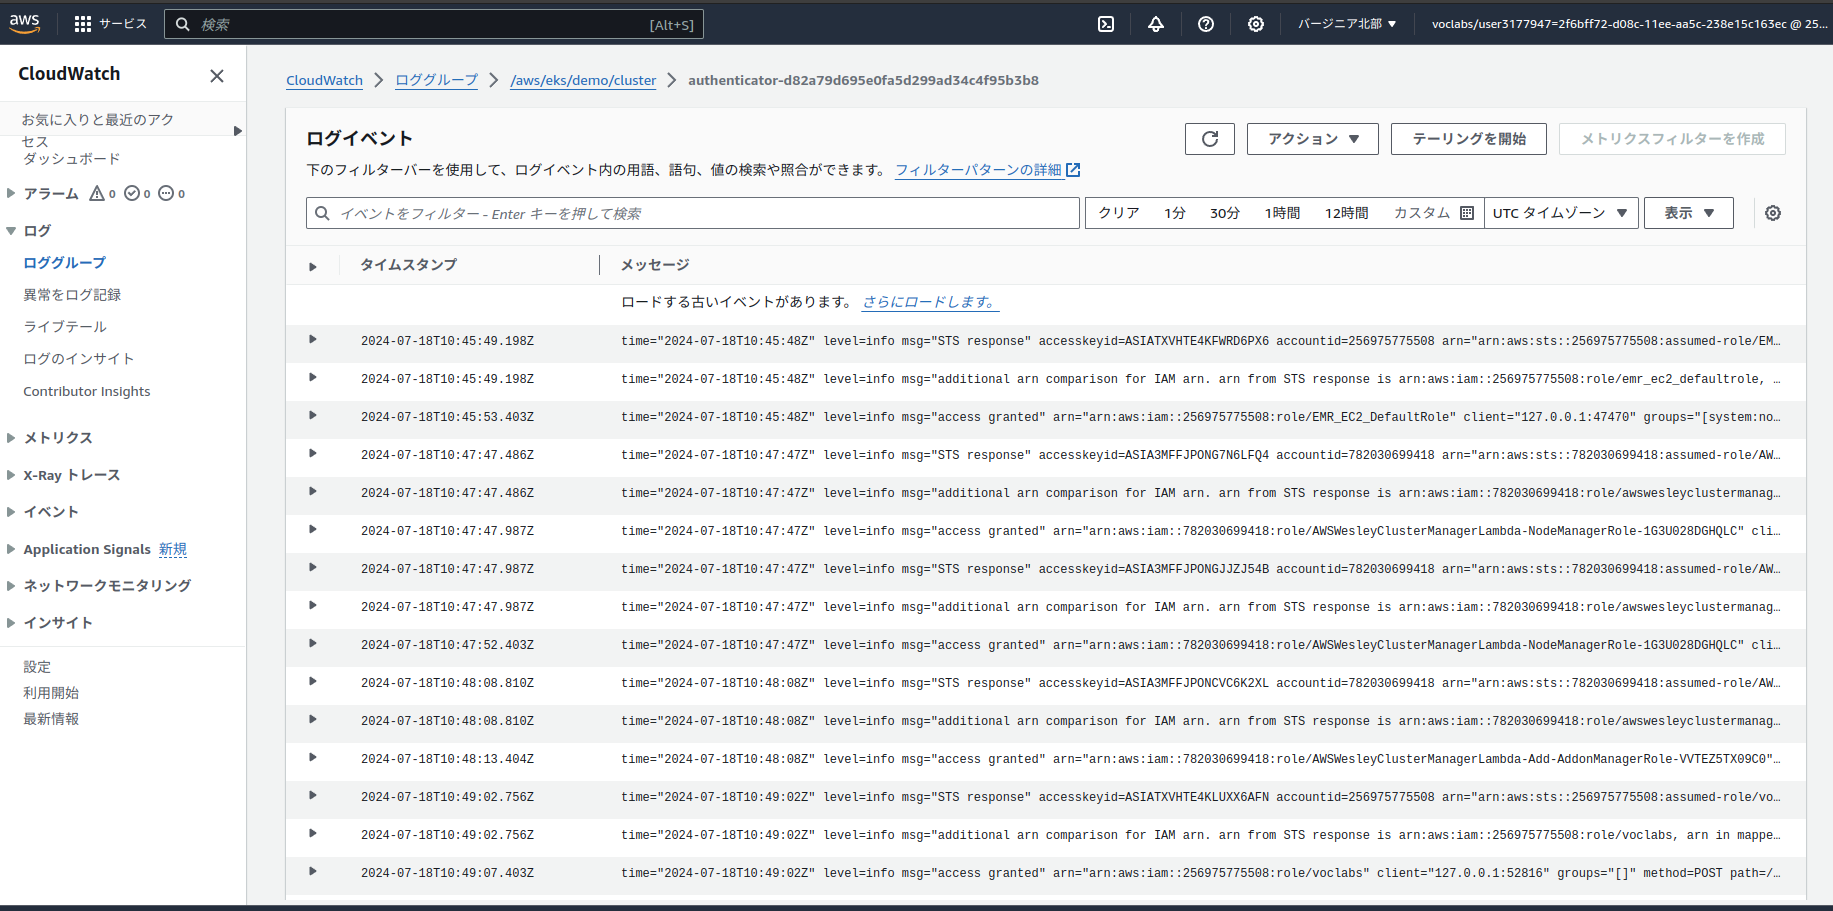 aws サービス 検索 [Alt+S] バージニア北部 voclabs/user3177947=2f6bff72-d08c-11ee-aa5c-238e15c163ec @ 25...
CloudWatch
お気に入りと最近のアク
セス
ダッシュボード
アラーム 0 0 0
ログ
ロググループ
異常をログ記録
ライブテール
ログのインサイト
Contributor Insights
メトリクス
X-Ray トレース
イベント
Application Signals 新規
ネットワークモニタリング
インサイト
設定
利用開始
最新情報
CloudWatch ロググループ /aws/eks/demo/cluster authenticator-d82a79d695e0fa5d299ad34c4f95b3b8
ログイベント
アクション テーリングを開始 メトリクスフィルターを作成
下のフィルターバーを使用して、ログイベント内の用語、語句、値の検索や照合ができます。 フィルターパターンの詳細
イベントをフィルター - Enter キーを押して検索 クリア 1分 30分 1時間 12時間 カスタム UTC タイムゾーン 表示
タイムスタンプ メッセージ
ロードする古いイベントがあります。 さらにロードします。
2024-07-18T10:45:49.198Z time="2024-07-18T10:45:48Z" level=info msg="STS response" accesskeyid=ASIATXVHTE4KFWRD6PX6 accountid=256975775508 arn="arn:aws:sts::256975775508:assumed-role/EM…
2024-07-18T10:45:49.198Z time="2024-07-18T10:45:48Z" level=info msg="additional arn comparison for IAM arn. arn from STS response is arn:aws:iam::256975775508:role/emr_ec2_defaultrole, …
2024-07-18T10:45:53.403Z time="2024-07-18T10:45:48Z" level=info msg="access granted" arn="arn:aws:iam::256975775508:role/EMR_EC2_DefaultRole" client="127.0.0.1:47470" groups="[system:no…
2024-07-18T10:47:47.486Z time="2024-07-18T10:47:47Z" level=info msg="STS response" accesskeyid=ASIA3MFFJPONG7N6LFQ4 accountid=782030699418 arn="arn:aws:sts::782030699418:assumed-role/AW…
2024-07-18T10:47:47.486Z time="2024-07-18T10:47:47Z" level=info msg="additional arn comparison for IAM arn. arn from STS response is arn:aws:iam::782030699418:role/awswesleyclustermanag…
2024-07-18T10:47:47.987Z time="2024-07-18T10:47:47Z" level=info msg="access granted" arn="arn:aws:iam::782030699418:role/AWSWesleyClusterManagerLambda-NodeManagerRole-1G3U028DGHQLC" cli…
2024-07-18T10:47:47.987Z time="2024-07-18T10:47:47Z" level=info msg="STS response" accesskeyid=ASIA3MFFJPONGJJZJ54B accountid=782030699418 arn="arn:aws:sts::782030699418:assumed-role/AW…
2024-07-18T10:47:47.987Z time="2024-07-18T10:47:47Z" level=info msg="additional arn comparison for IAM arn. arn from STS response is arn:aws:iam::782030699418:role/awswesleyclustermanag…
2024-07-18T10:47:52.403Z time="2024-07-18T10:47:47Z" level=info msg="access granted" arn="arn:aws:iam::782030699418:role/AWSWesleyClusterManagerLambda-NodeManagerRole-1G3U028DGHQLC" cli…
2024-07-18T10:48:08.810Z time="2024-07-18T10:48:08Z" level=info msg="STS response" accesskeyid=ASIA3MFFJPONCVC6K2XL accountid=782030699418 arn="arn:aws:sts::782030699418:assumed-role/AW…
2024-07-18T10:48:08.810Z time="2024-07-18T10:48:08Z" level=info msg="additional arn comparison for IAM arn. arn from STS response is arn:aws:iam::782030699418:role/awswesleyclustermanag…
2024-07-18T10:48:13.404Z time="2024-07-18T10:48:08Z" level=info msg="access granted" arn="arn:aws:iam::782030699418:role/AWSWesleyClusterManagerLambda-Add-AddonManagerRole-VVTEZ5TX09C0"…
2024-07-18T10:49:02.756Z time="2024-07-18T10:49:02Z" level=info msg="STS response" accesskeyid=ASIATXVHTE4KLUXX6AFN accountid=256975775508 arn="arn:aws:sts::256975775508:assumed-role/vo…
2024-07-18T10:49:02.756Z time="2024-07-18T10:49:02Z" level=info msg="additional arn comparison for IAM arn. arn from STS response is arn:aws:iam::256975775508:role/voclabs, arn in mappe…
2024-07-18T10:49:07.403Z time="2024-07-18T10:49:02Z" level=info msg="access granted" arn="arn:aws:iam::256975775508:role/voclabs" client="127.0.0.1:52816" groups="[]" method=POST path=/…